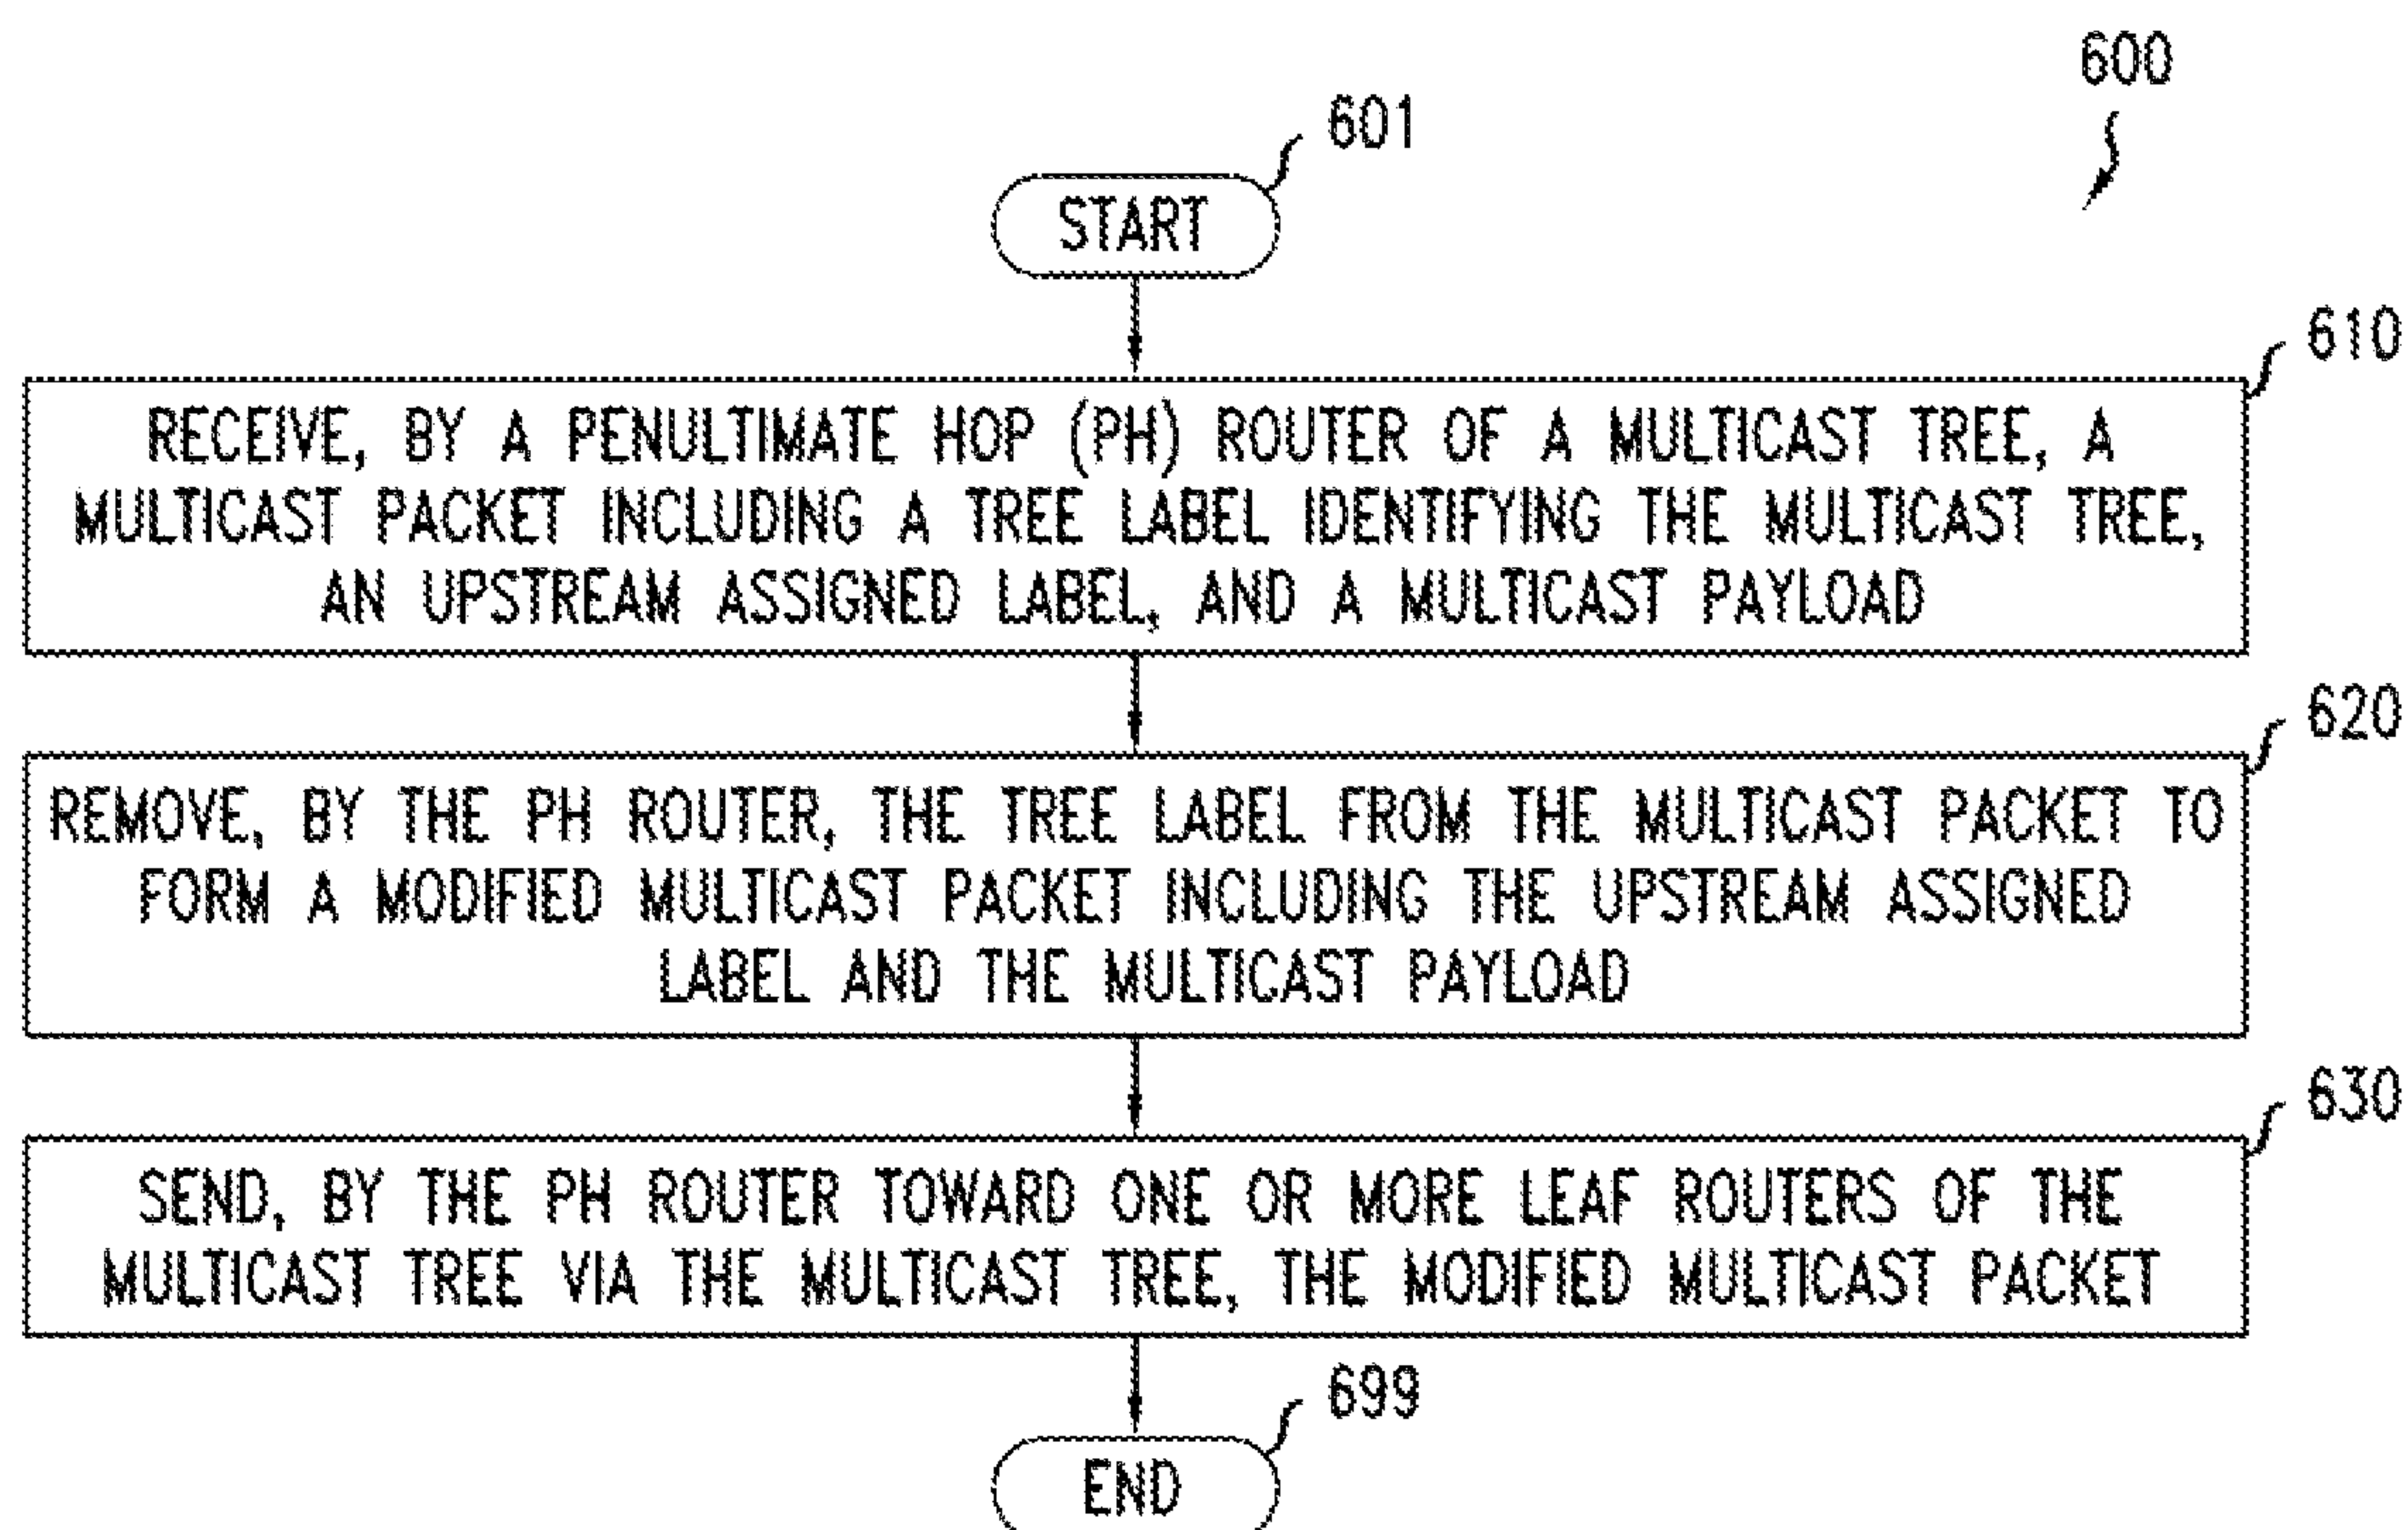 600
601
START
610
RECEIVE, BY A PENULTIMATE HOP (PH) ROUTER OF A MULTICAST TREE, A
MULTICAST PACKET INCLUDING A TREE LABEL IDENTIFYING THE MULTICAST TREE,
AN UPSTREAM ASSIGNED LABEL, AND A MULTICAST PAYLOAD
620
REMOVE, BY THE PH ROUTER, THE TREE LABEL FROM THE MULTICAST PACKET TO
FORM A MODIFIED MULTICAST PACKET INCLUDING THE UPSTREAM ASSIGNED
LABEL AND THE MULTICAST PAYLOAD
630
SEND, BY THE PH ROUTER TOWARD ONE OR MORE LEAF ROUTERS OF THE
MULTICAST TREE VIA THE MULTICAST TREE, THE MODIFIED MULTICAST PACKET
699
END